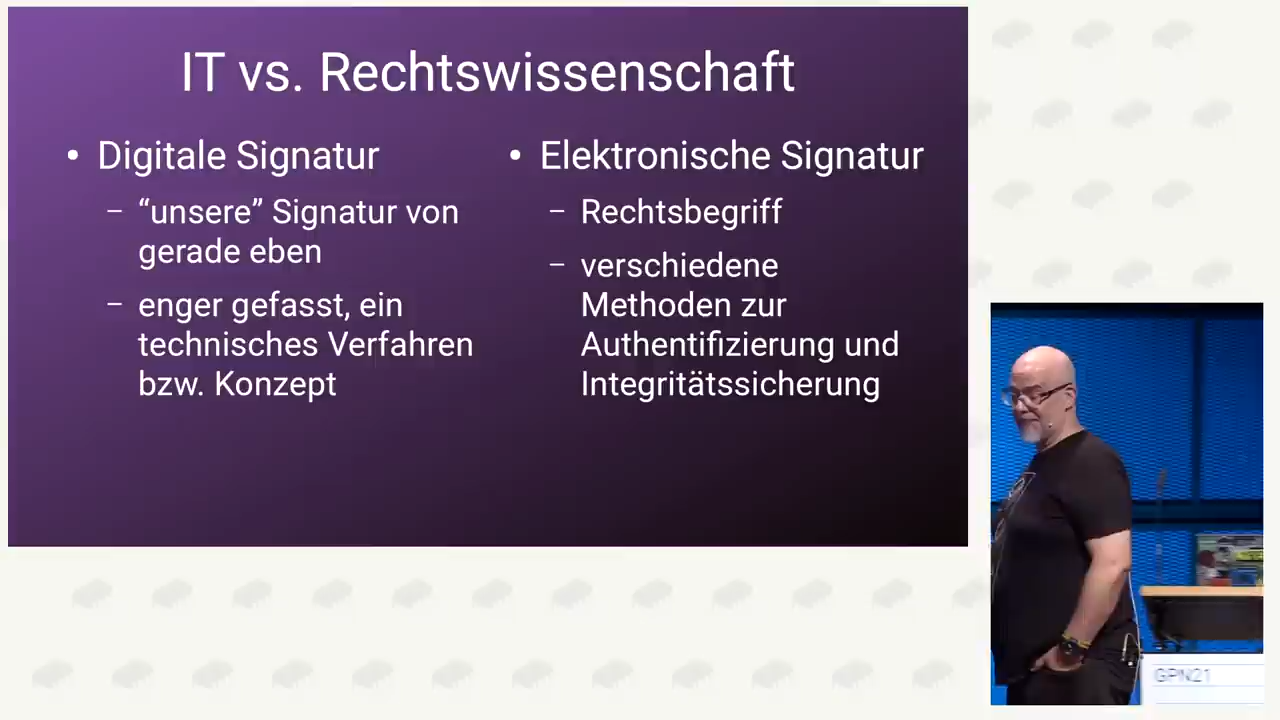 IT vs. Rechtswissenschaft
• Digitale Signatur
– “unsere” Signatur von
gerade eben
– enger gefasst, ein
technisches Verfahren
bzw. Konzept
• Elektronische Signatur
– Rechtsbegriff
– verschiedene
Methoden zur
Authentifizierung und
Integritätssicherung
GPN21